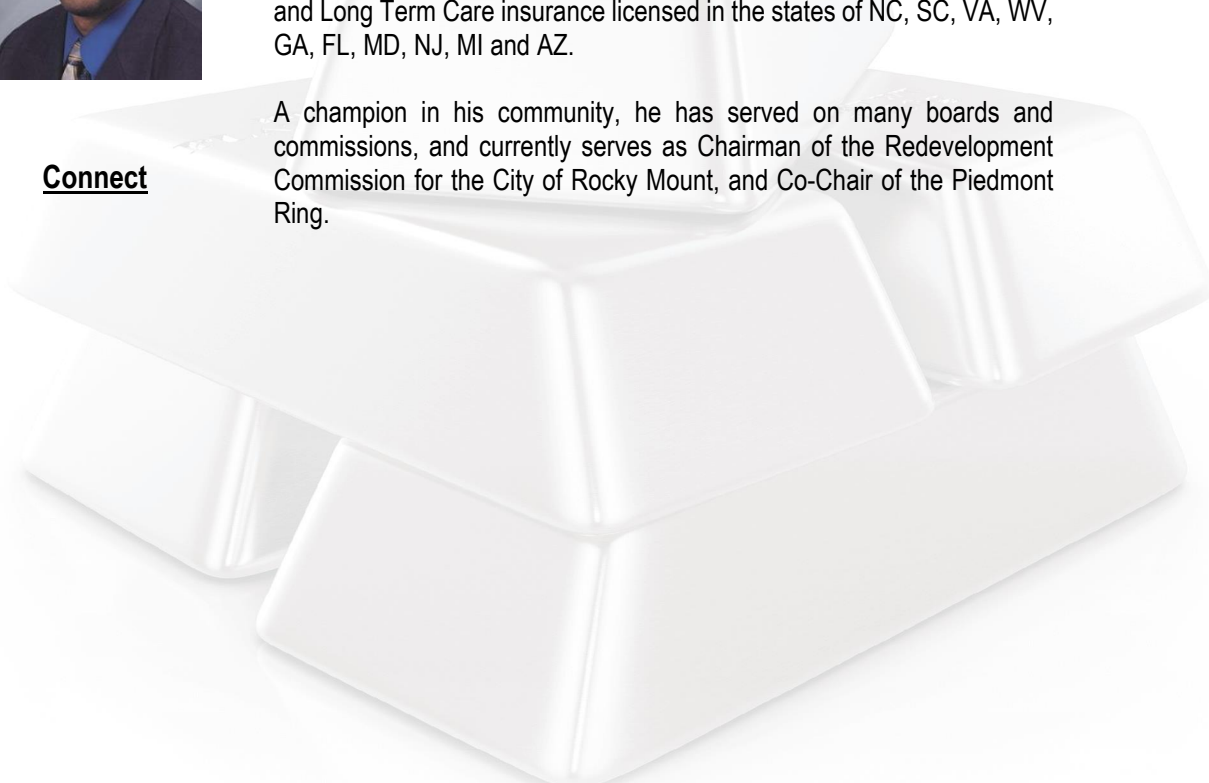 and Long Term Care insurance licensed in the states of NC, SC, VA, WV,
GA, FL, MD, NJ, MI and AZ.
A champion in his community, he has served on many boards and
commissions, and currently serves as Chairman of the Redevelopment
Connect
Commission for the City of Rocky Mount, and Co-Chair of the Piedmont
Ring.